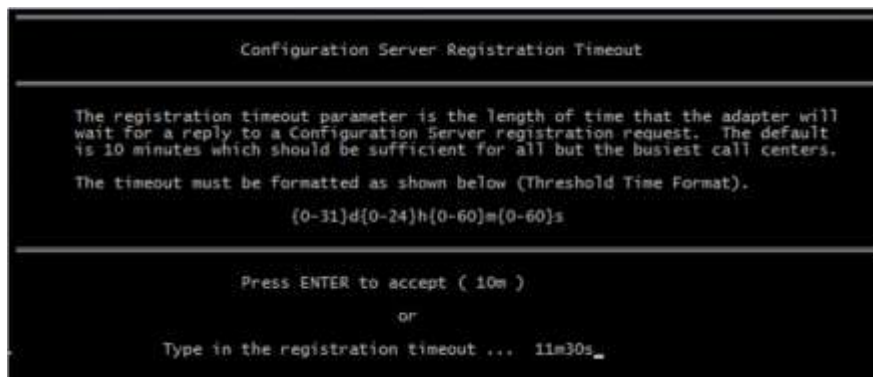 Configuration Server Registration Timeout
The registration timeout parameter is the length of time that the adapter will
wait for a reply to a Configuration Server registration request. The default
is 10 minutes which should be sufficient for all but the busiest call centers.
The timeout must be formatted as shown below (Threshold Time Format).
{0-31}d{0-24}h{0-60}m{0-60}s
Press ENTER to accept ( 10m )
or
Type in the registration timeout ... 11m30s_